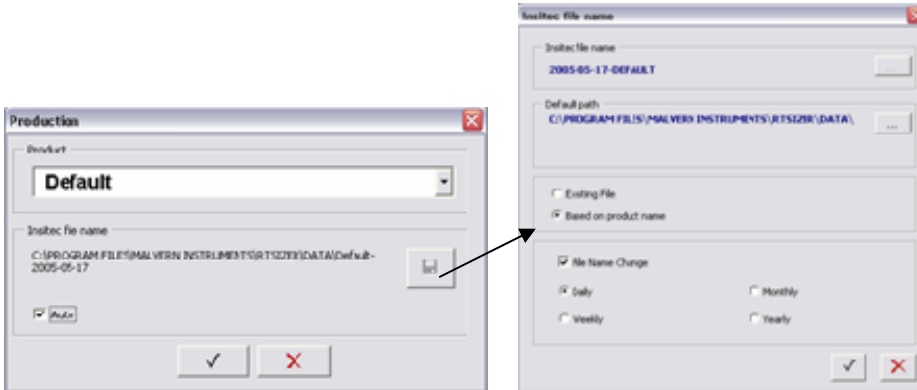 Production
Product
Default
Insitec file name
C:\PROGRAM FILES\MALVERN INSTRUMENTS\RTSIZER\DATA\Default-
2005-05-17
Auto
Insitec file name
Insitec file name
2005-05-17-DEFAULT
...
Default path
C:\PROGRAM FILES\MALVERN INSTRUMENTS\RTSIZER\DATA\
...
Existing File
Based on product name
File Name Change
Daily
Monthly
Weekly
Yearly